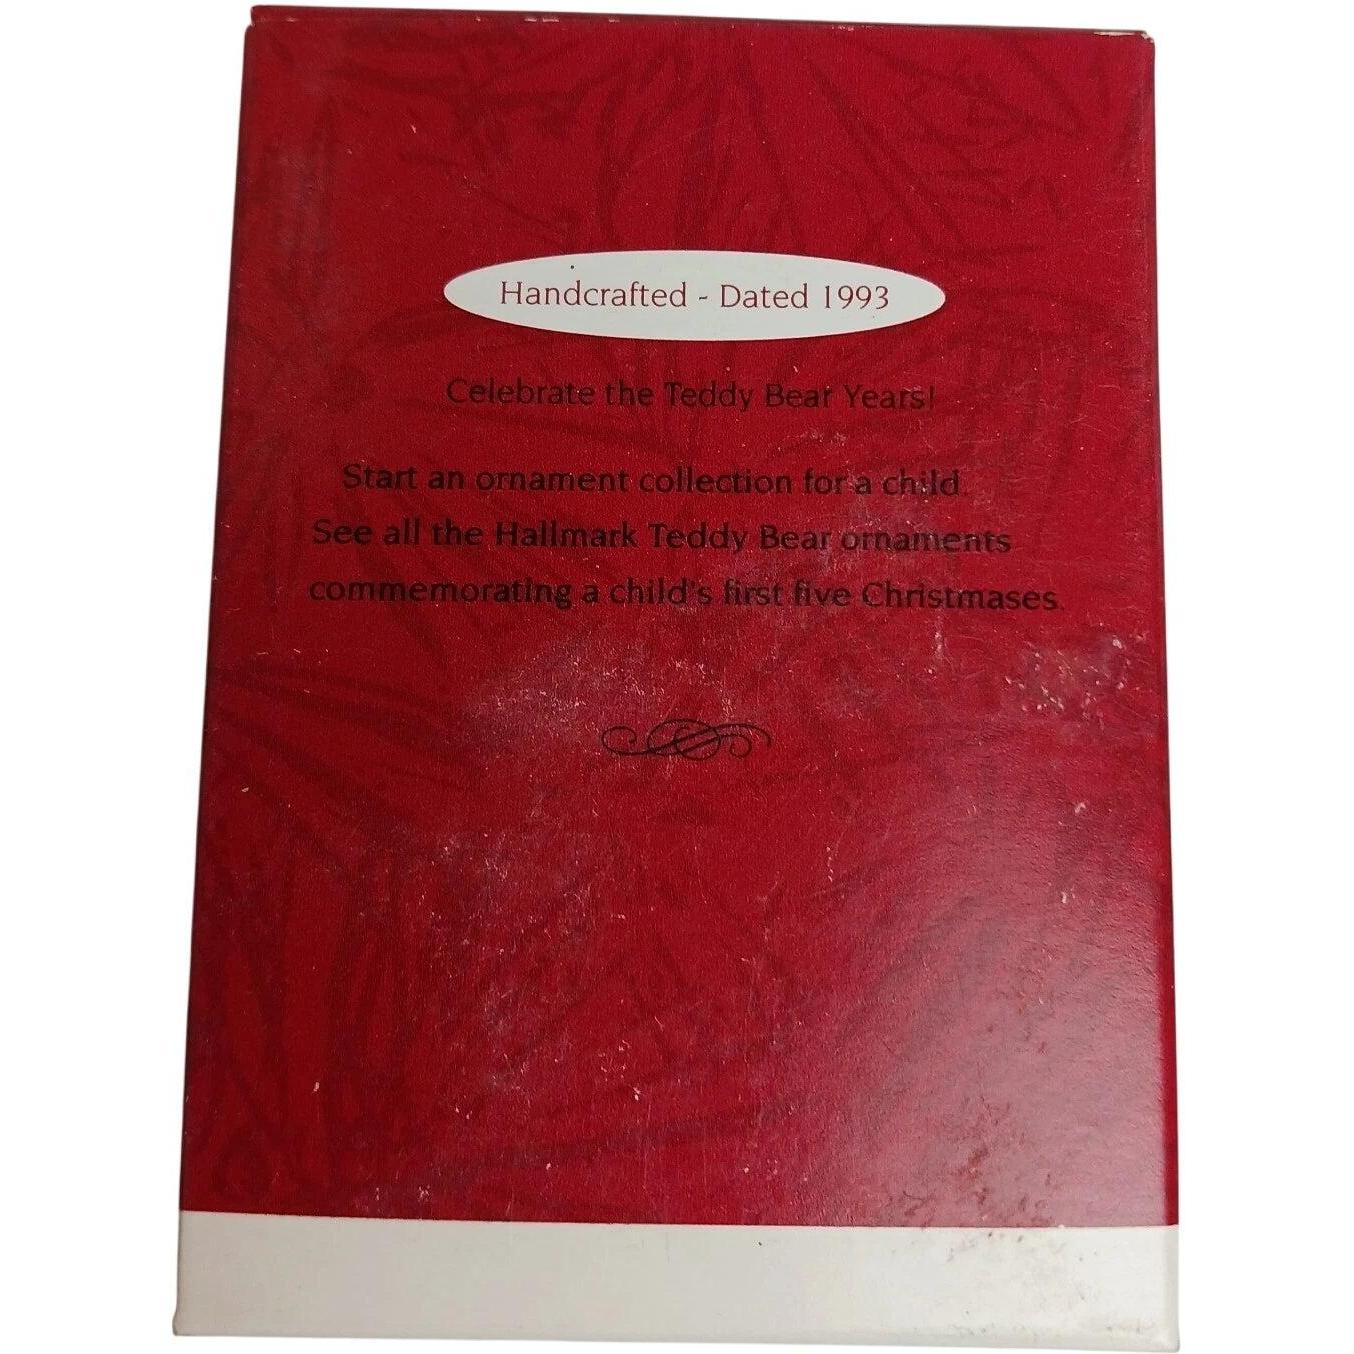 Handcrafted - Dated 1993
Celebrate the Teddy Bear Years!
Start an ornament collection for a child.
See all the Hallmark Teddy Bear ornaments
commemorating a child's first five Christmases.